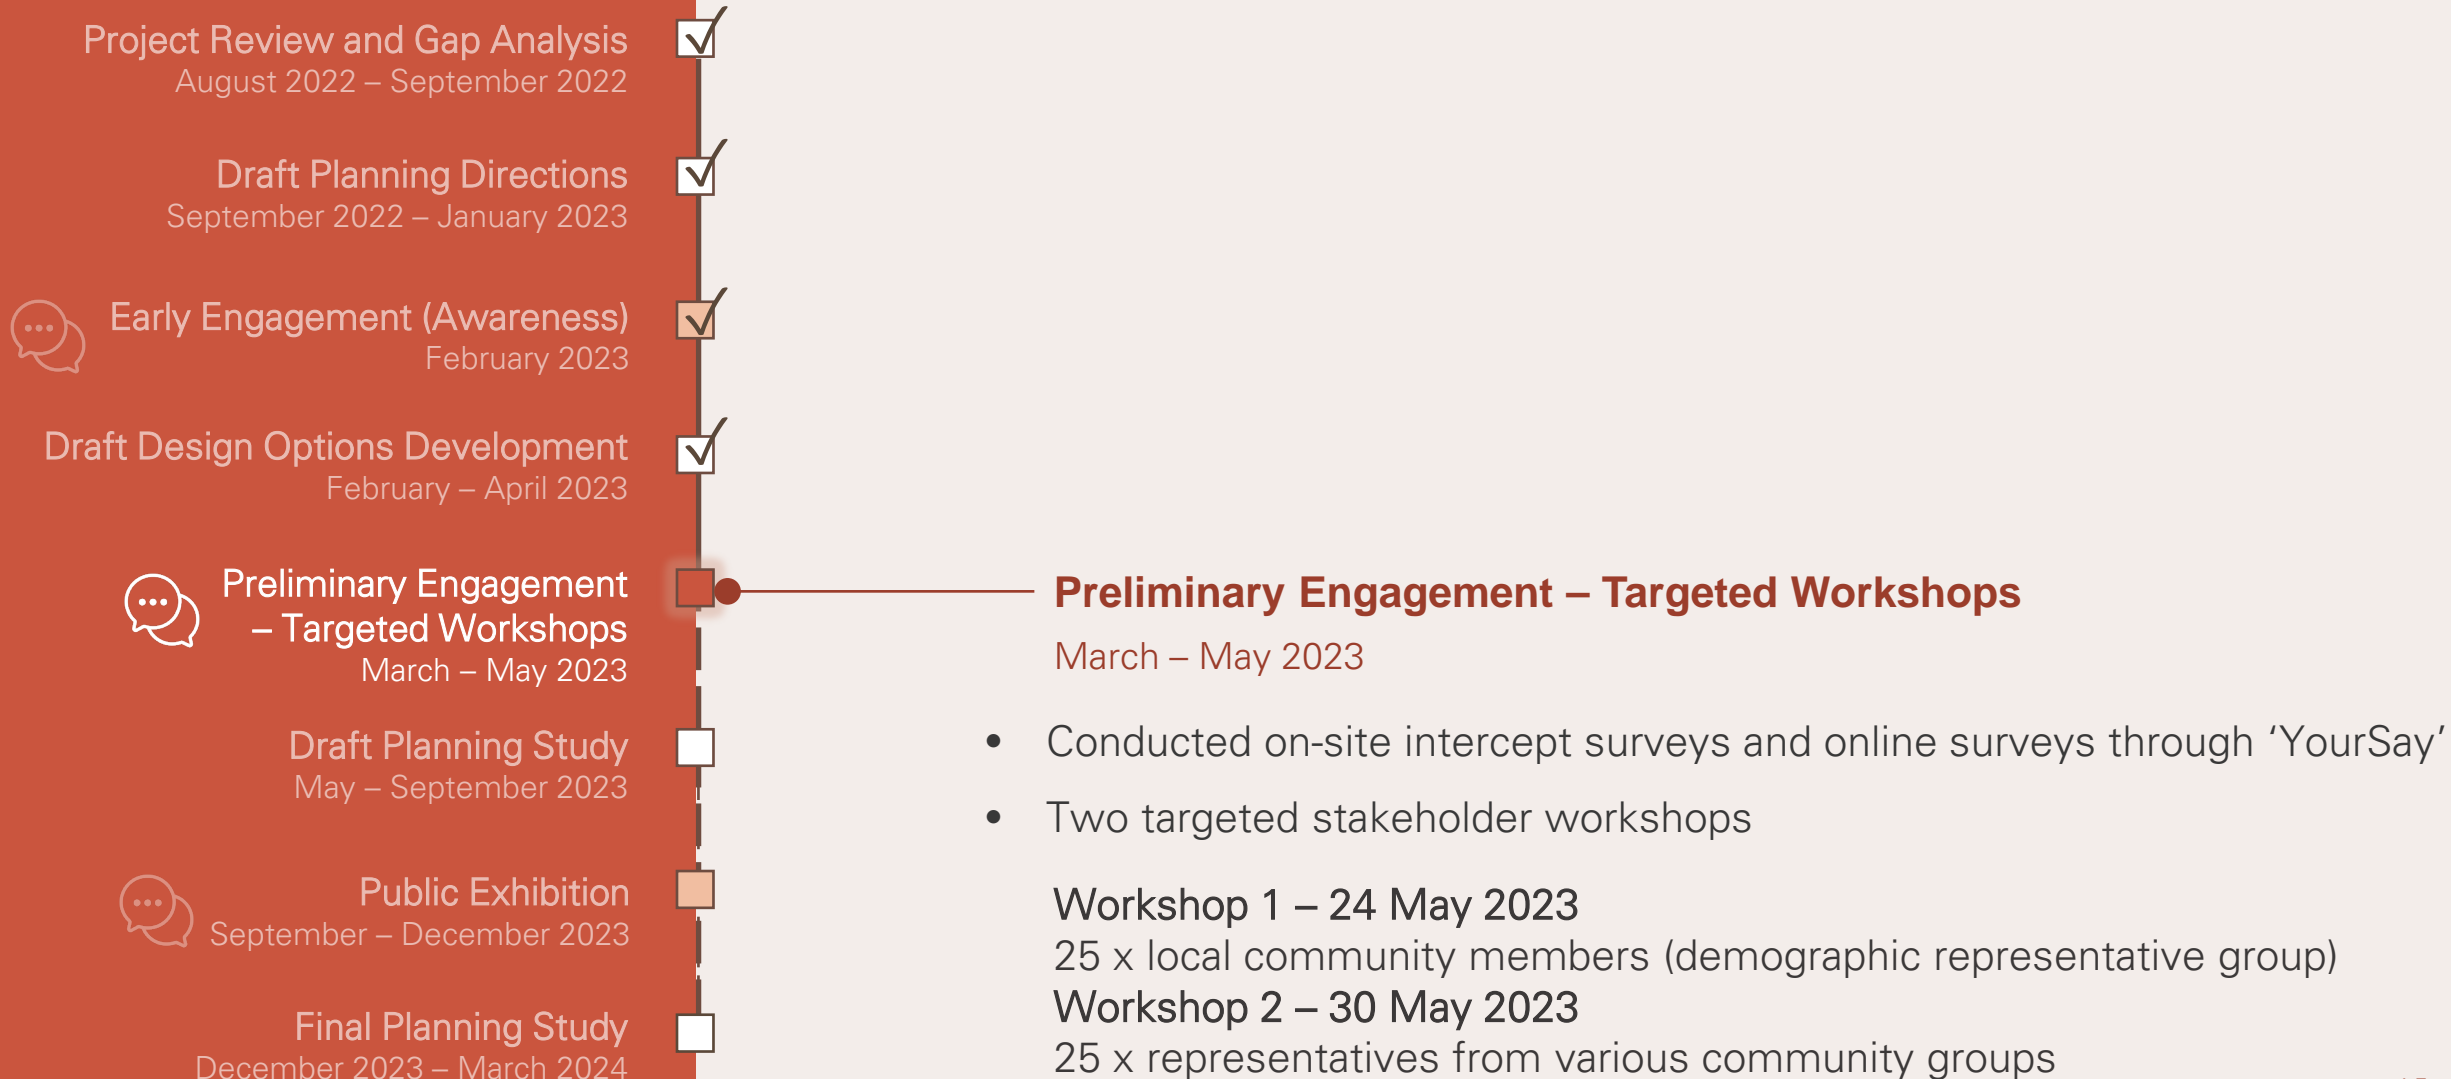 Project Review and Gap Analysis
August 2022 – September 2022
Draft Planning Directions
September 2022 – January 2023
Early Engagement (Awareness)
February 2023
Draft Design Options Development
February – April 2023
Preliminary Engagement
– Targeted Workshops
March – May 2023
Draft Planning Study
May – September 2023
Public Exhibition
September – December 2023
Final Planning Study
December 2023 – March 2024
Preliminary Engagement – Targeted Workshops
March – May 2023
• Conducted on-site intercept surveys and online surveys through ‘YourSay’
• Two targeted stakeholder workshops
Workshop 1 – 24 May 2023
25 x local community members (demographic representative group)
Workshop 2 – 30 May 2023
25 x representatives from various community groups